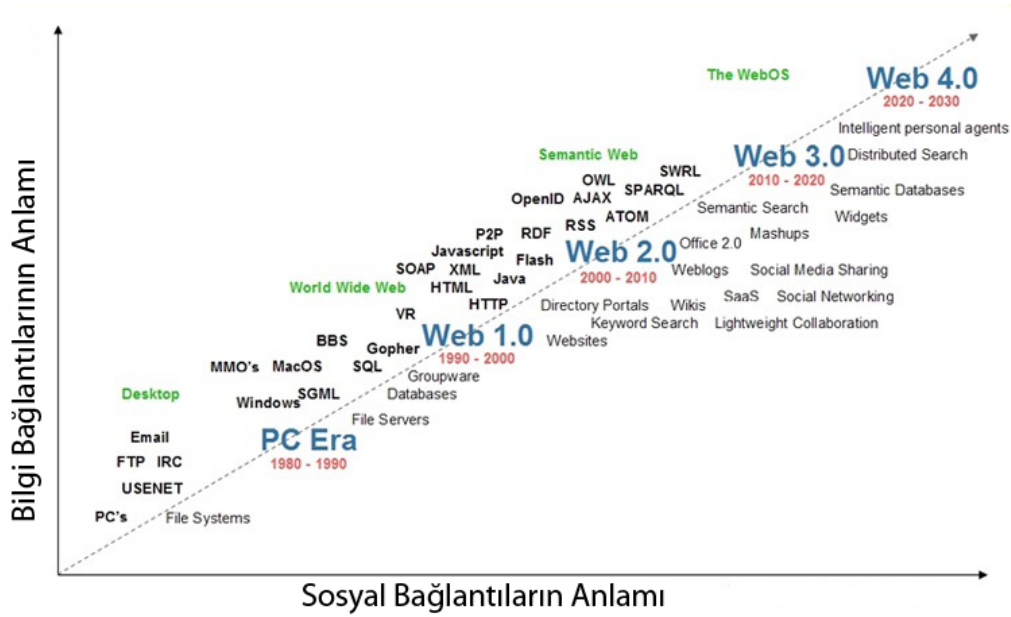 The WebOS
Web 4.0
2020 - 2030
Intelligent personal agents
Semantic Web
Web 3.0
Distributed Search
2010 - 2020
SWRL
OWL
SPARQL
Semantic Databases
OpenID
AJAX
Semantic Search
ATOM
Widgets
RSS
P2P
RDF
Mashups
Office 2.0
Javascript
Web 2.0
Flash
SOAP
XML
2000 - 2010
Weblogs
Social Media Sharing
Java
World Wide Web
HTML
SaaS
Social Networking
HTTP
Directory Portals
Wikis
VR
Keyword Search
Lightweight Collaboration
Web 1.0
Websites
BBS
Gopher
1990 - 2000
MMO's
MacOS
SQL
Groupware
Desktop
SGML
Databases
Windows
File Servers
Email
PC Era
1980 - 1990
FTP
IRC
USENET
PC's
File Systems
Bilgi Bağlantılarının Anlamı
Sosyal Bağlantıların Anlamı